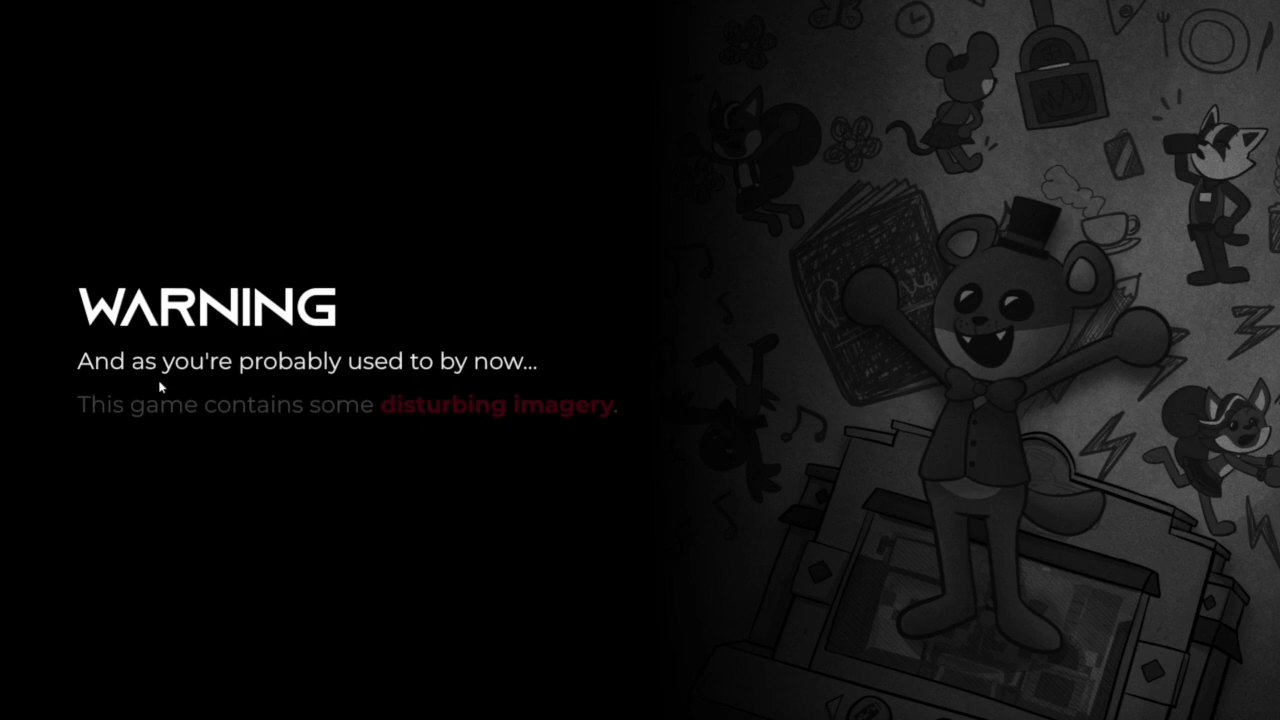 WARNING
And as you're probably used to by now...
This game contains some disturbing imagery.